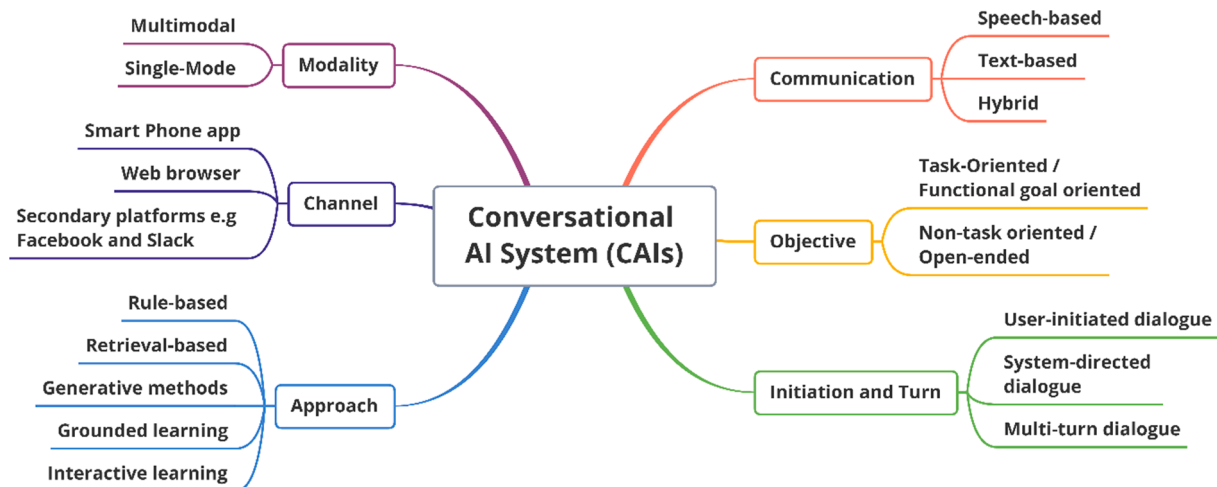 Multimodal
Single-Mode
Modality
Smart Phone app
Web browser
Secondary platforms e.g
Facebook and Slack
Channel
Rule-based
Retrieval-based
Generative methods
Grounded learning
Interactive learning
Approach
Conversational
AI System (CAIs)
Communication
Speech-based
Text-based
Hybrid
Objective
Task-Oriented /
Functional goal oriented
Non-task oriented /
Open-ended
Initiation and Turn
User-initiated dialogue
System-directed
dialogue
Multi-turn dialogue